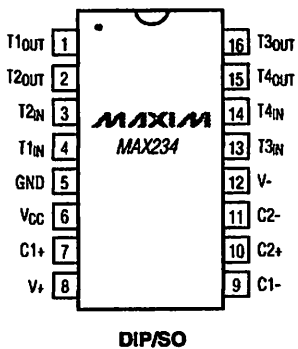 T1OUT 1 16 T3OUT
T2OUT 2 15 T4OUT
T2IN 3 14 T4IN
T1IN 4 13 T3IN
GND 5 12 V-
VCC 6 11 C2-
C1+ 7 10 C2+
V+ 8 9 C1-
MAXIM
MAX234
DIP/SO